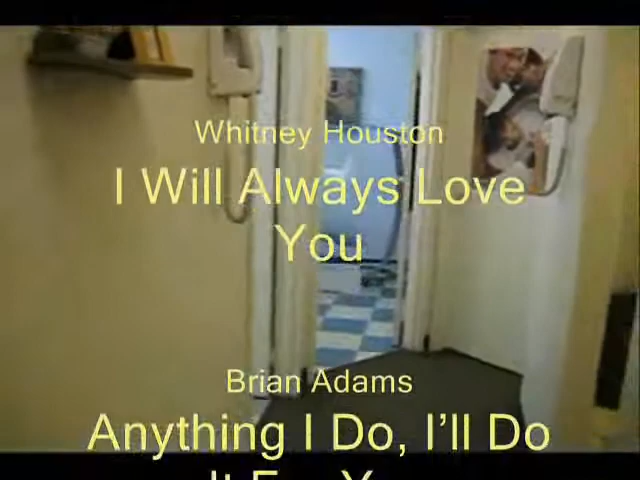 Whitney Houston
I Will Always Love
You
Brian Adams
Anything I Do, I'll Do